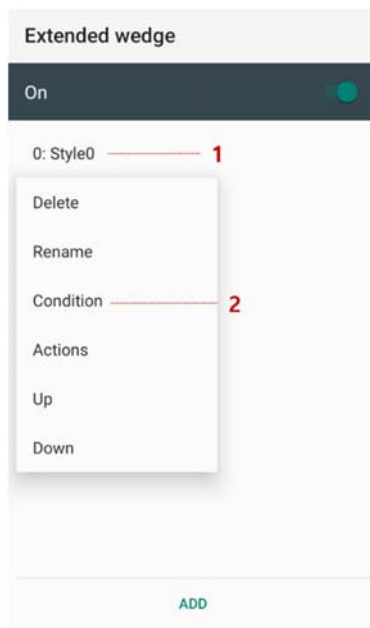 Extended wedge
On
0: Style0 1
Delete
Rename
Condition 2
Actions
Up
Down
ADD